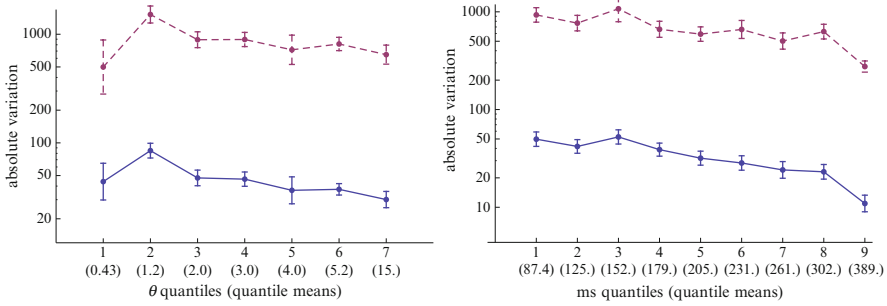 absolute variation
1000
500
200
100
50
20
1 2 3 4 5 6 7
(0.43) (1.2) (2.0) (3.0) (4.0) (5.2) (15.)
θ quantiles (quantile means)
absolute variation
1000
500
200
100
50
20
10
1 2 3 4 5 6 7 8 9
(87.4) (125.) (152.) (179.) (205.) (231.) (261.) (302.) (389.)
ms quantiles (quantile means)